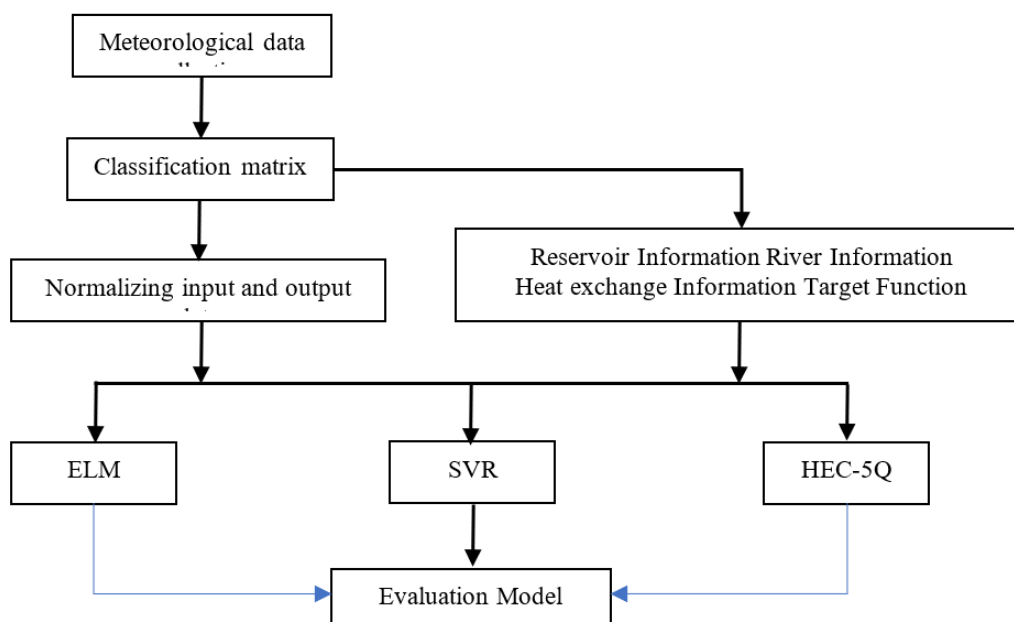 Meteorological data
Classification matrix
Normalizing input and output
Reservoir Information River Information
Heat exchange Information Target Function
ELM
SVR
HEC-5Q
Evaluation Model